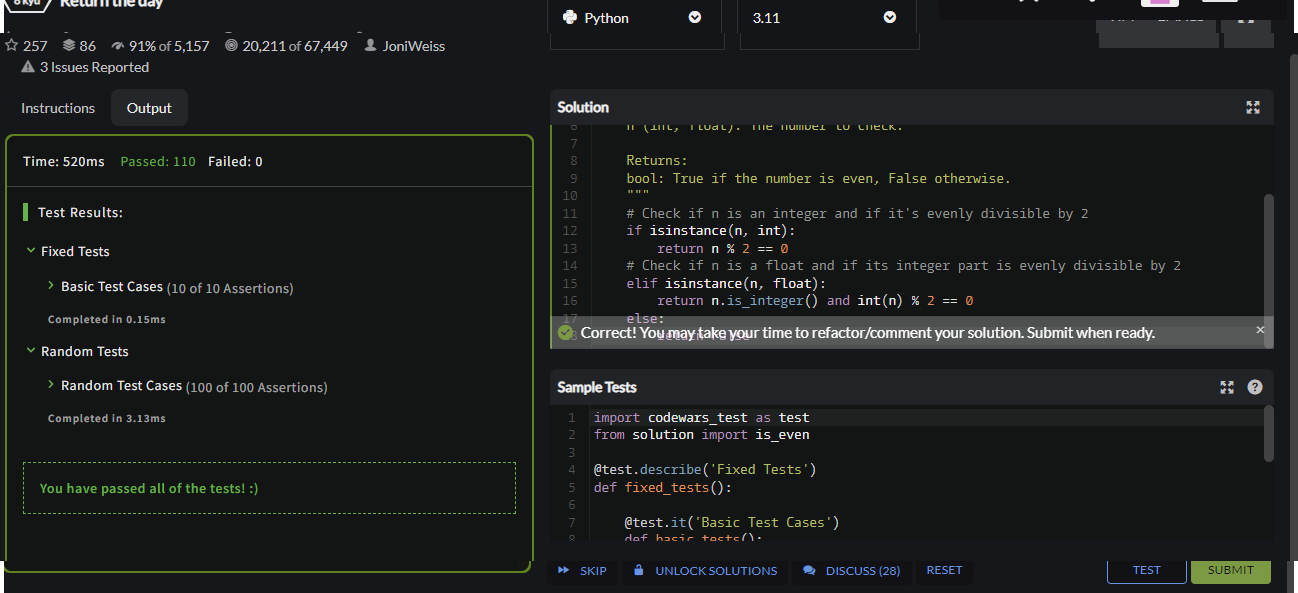 8 kyu
Return the day
257 86 91% of 5,157 20,211 of 67,449 JoniWeiss
3 Issues Reported
Instructions Output
Time: 520ms Passed: 110 Failed: 0
Test Results:
Fixed Tests
Basic Test Cases (10 of 10 Assertions)
Completed in 0.15ms
Random Tests
Random Test Cases (100 of 100 Assertions)
Completed in 3.13ms
You have passed all of the tests! :)
Python 3.11
Solution
6 n (int, float): The number to check.
7
8 Returns:
9 bool: True if the number is even, False otherwise.
10 """
11 # Check if n is an integer and if it's evenly divisible by 2
12 if isinstance(n, int):
13 return n % 2 == 0
14 # Check if n is a float and if its integer part is evenly divisible by 2
15 elif isinstance(n, float):
16 return n.is_integer() and int(n) % 2 == 0
17 else:
18 return False
Correct! You may take your time to refactor/comment your solution. Submit when ready. ×
Sample Tests ?
1 import codewars_test as test
2 from solution import is_even
3
4 @test.describe('Fixed Tests')
5 def fixed_tests():
6
7 @test.it('Basic Test Cases')
8 def basic_tests():
SKIP UNLOCK SOLUTIONS DISCUSS (28) RESET TEST SUBMIT